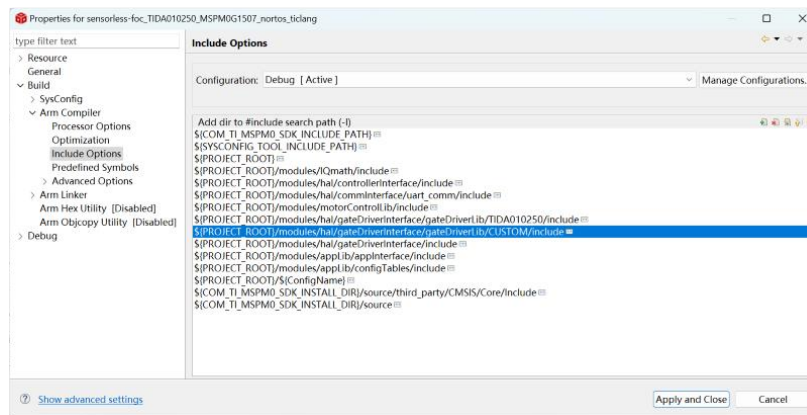 Properties for sensorless-foc_TIDA010250_MSPM0G1507_nortos_ticlang
type filter text
Include Options
Resource
General
Build
SysConfig
Arm Compiler
Processor Options
Optimization
Include Options
Predefined Symbols
Advanced Options
Arm Linker
Arm Hex Utility [Disabled]
Arm Objcopy Utility [Disabled]
Debug
Configuration: Debug [ Active ]
Manage Configurations.
Add dir to #include search path (-I)
${COM_TI_MSPM0_SDK_INCLUDE_PATH}
${SYSCONFIG_TOOL_INCLUDE_PATH}
${PROJECT_ROOT}
${PROJECT_ROOT}/modules/IQmath/include
${PROJECT_ROOT}/modules/hal/controllerInterface/include
${PROJECT_ROOT}/modules/hal/commInterface/uart_comm/include
${PROJECT_ROOT}/modules/motorControlLib/include
${PROJECT_ROOT}/modules/hal/gateDriverInterface/gateDriverLib/TIDA010250/include
${PROJECT_ROOT}/modules/hal/gateDriverInterface/gateDriverLib/CUSTOM/include
${PROJECT_ROOT}/modules/hal/gateDriverInterface/include
${PROJECT_ROOT}/modules/appLib/appInterface/include
${PROJECT_ROOT}/modules/appLib/configTables/include
${PROJECT_ROOT}/${ConfigName}
${COM_TI_MSPM0_SDK_INSTALL_DIR}/source/third_party/CMSIS/Core/Include
${COM_TI_MSPM0_SDK_INSTALL_DIR}/source
Show advanced settings
Apply and Close
Cancel